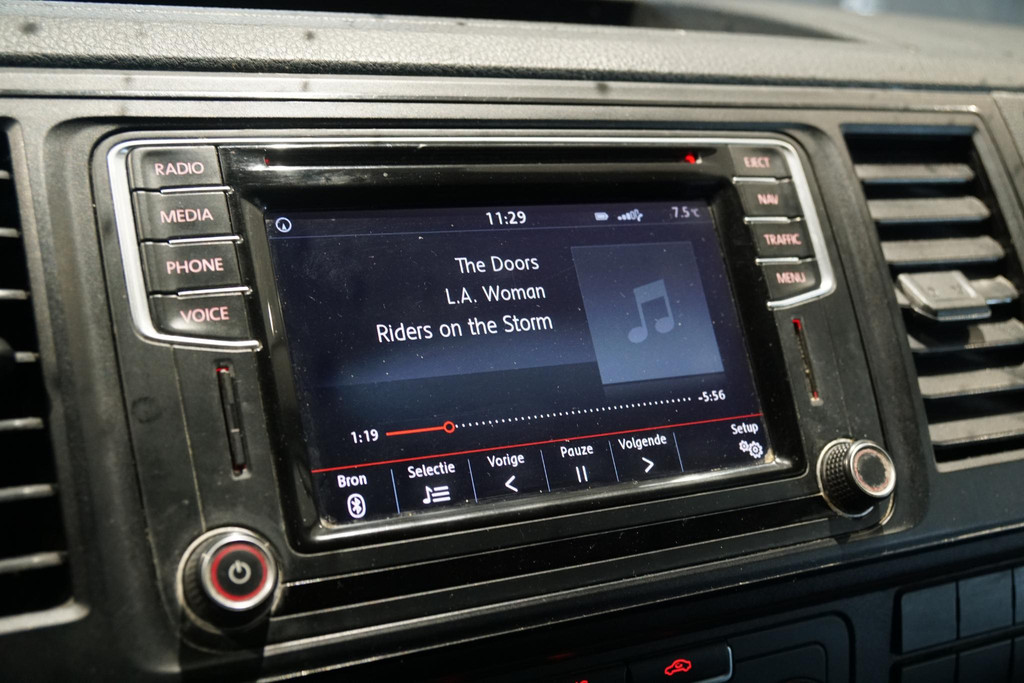 RADIO
MEDIA
PHONE
VOICE
EJECT
NAV
TRAFFIC
MENU
11:29
7.5°C
The Doors
L.A. Woman
Riders on the Storm
1:19
-5:56
Bron
Selectie
Vorige
Pauze
Volgende
Setup